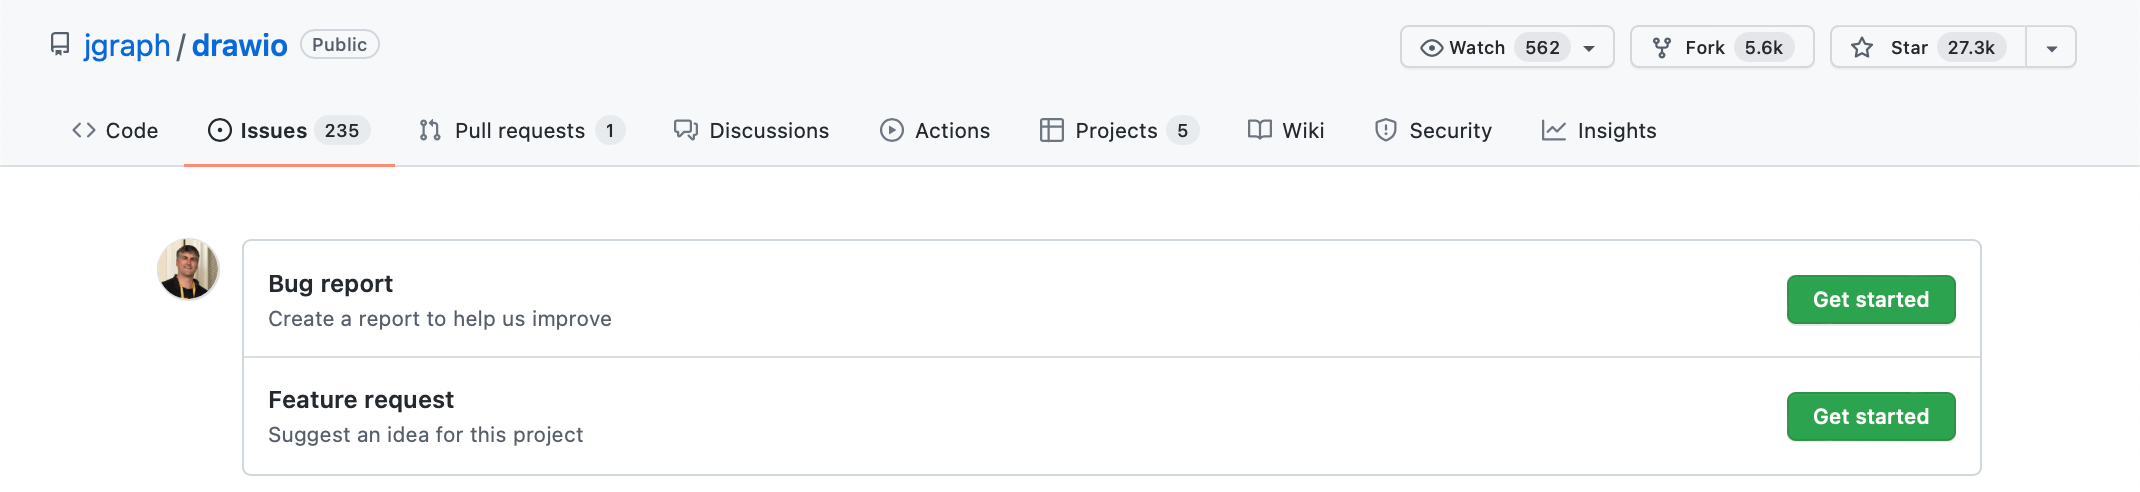 jgraph / drawio Public
Watch 562 Fork 5.6k Star 27.3k
Code Issues 235 Pull requests 1 Discussions Actions Projects 5 Wiki Security Insights
Bug report
Create a report to help us improve
Get started
Feature request
Suggest an idea for this project
Get started